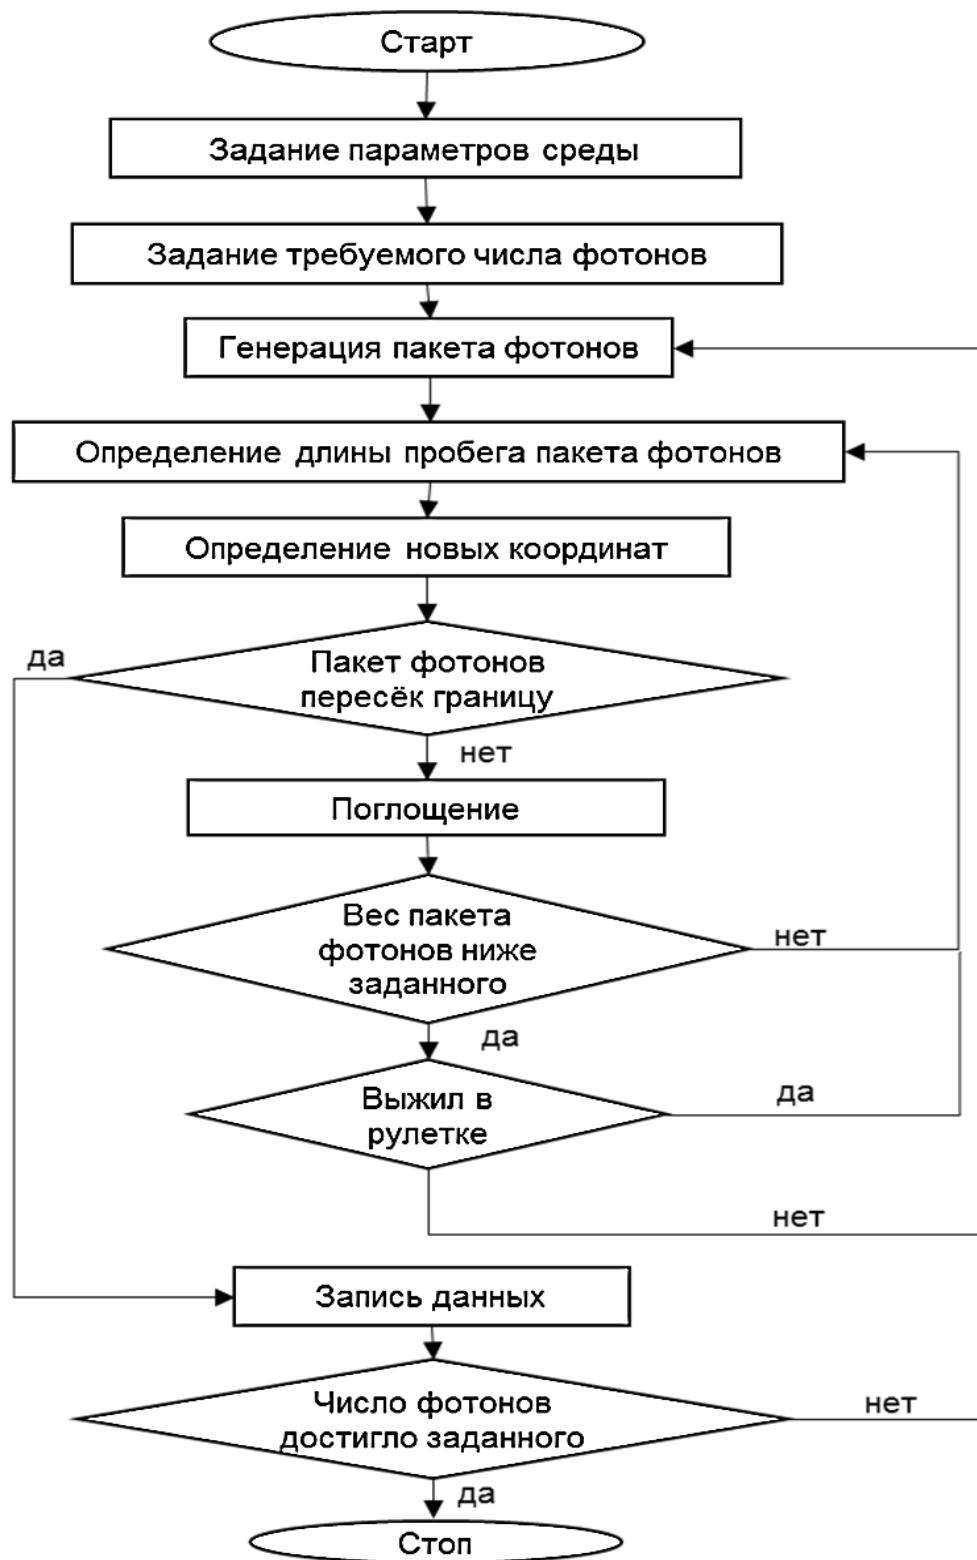 Старт
Задание параметров среды
Задание требуемого числа фотонов
Генерация пакета фотонов
Определение длины пробега пакета фотонов
Определение новых координат
да
Пакет фотонов
пересёк границу
нет
Поглощение
Вес пакета
фотонов ниже
заданного
нет
да
Выжил в
рулетке
да
нет
Запись данных
Число фотонов
достигло заданного
нет
да
Стоп